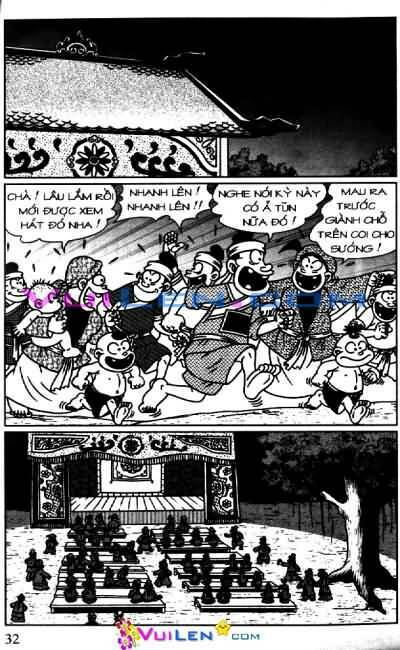 CHÀ! LÂU LẮM RỒI
MỚI ĐƯỢC XEM
HÁT ĐÓ NHA!
NHANH LÊN!
NHANH LÊN!!
NGHE NÓI KỲ NÀY
CÓ Ả TÜN
NỮA ĐÓ!
MAU RA
TRƯỚC
GIÀNH CHỖ
TRÊN COI CHO
SƯỚNG!
VUILEN.COM
32
VUILEN.COM